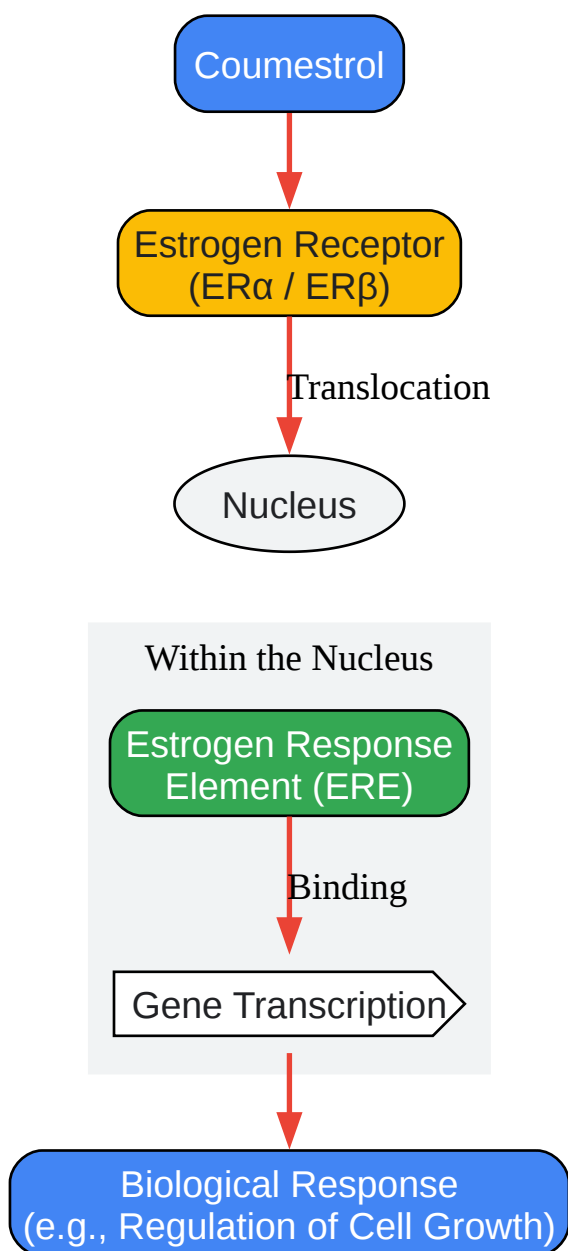 Coumestrol
Estrogen Receptor
(ERα / ERβ)
Translocation
Nucleus
Within the Nucleus
Estrogen Response
Element (ERE)
Binding
Gene Transcription
Biological Response
(e.g., Regulation of Cell Growth)